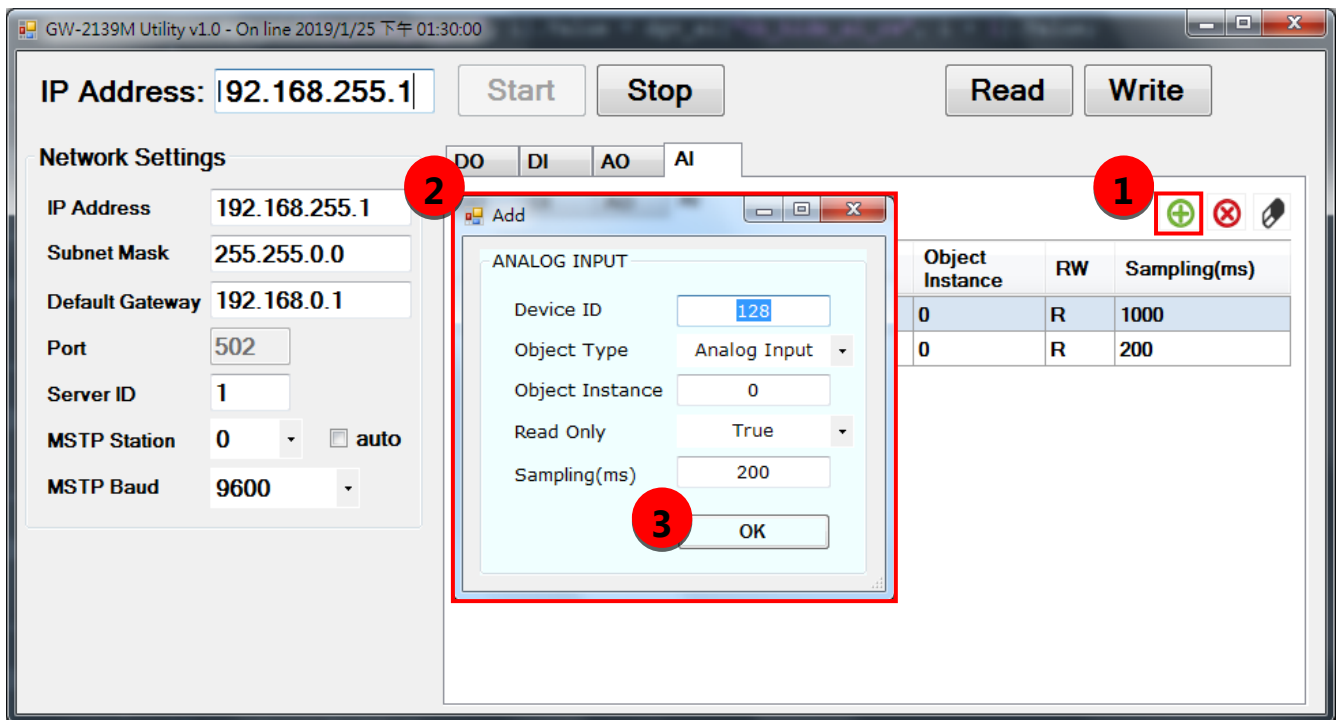 GW-2139M Utility v1.0 - On line 2019/1/25 下午 01:30:00
IP Address: 192.168.255.1 Start Stop Read Write
Network Settings
IP Address 192.168.255.1
Subnet Mask 255.255.0.0
Default Gateway 192.168.0.1
Port 502
Server ID 1
MSTP Station 0 auto
MSTP Baud 9600
DO DI AO AI
1
Object Instance RW Sampling(ms)
0 R 1000
0 R 200
2
Add
ANALOG INPUT
Device ID 128
Object Type Analog Input
Object Instance 0
Read Only True
Sampling(ms) 200
3 OK